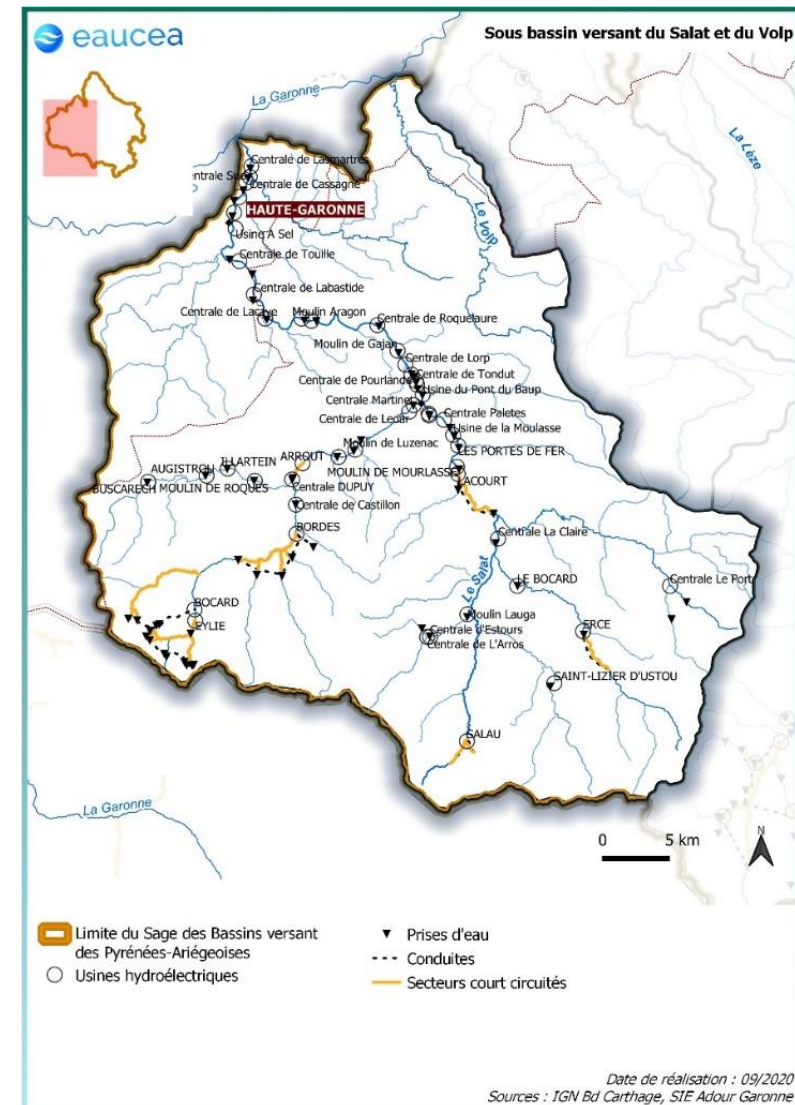 eaucea
Sous bassin versant du Salat et du Volp
La Garonne
La Lèze
Centrale de Lasmartres
Centrale de Cassagne
HAUTE-GARONNE
Le Volp
Usine A Sel
Centrale de Touille
Centrale de Labastide
Centrale de Lacave
Moulin Aragon
Centrale de Roquelaure
Moulin de Gajan
Centrale de Lorp
Centrale de Tondut
Centrale de Pourlande
Usine du Pont du Baup
Centrale Martinet
Centrale de Ledar
Centrale Paletes
Usine de la Moulasse
Moulin de Luzenac
LES PORTES DE FER
ARROUT
ILLARTEIN
AUGISTROU
MOULIN DE MOURLASSE
LACOURT
BUSCARECH
MOULIN DE ROQUES
Centrale DUPUY
Centrale de Castillon
BORDES
Centrale La Claire
Le Salat
LE BOCARD
Centrale Le Port
BOCARD
EYLIE
Moulin Lauga
Centrale d'Estours
Centrale de L'Arros
ERCE
SAINT-LIZIER D'USTOU
SALAU
La Garonne
0 5 km
N
Limite du Sage des Bassins versant
des Pyrénées-Ariégeoises
Usines hydroélectriques
Prises d'eau
Conduites
Secteurs court circuités
Date de réalisation : 09/2020
Sources : IGN Bd Carthage, SIE Adour Garonne